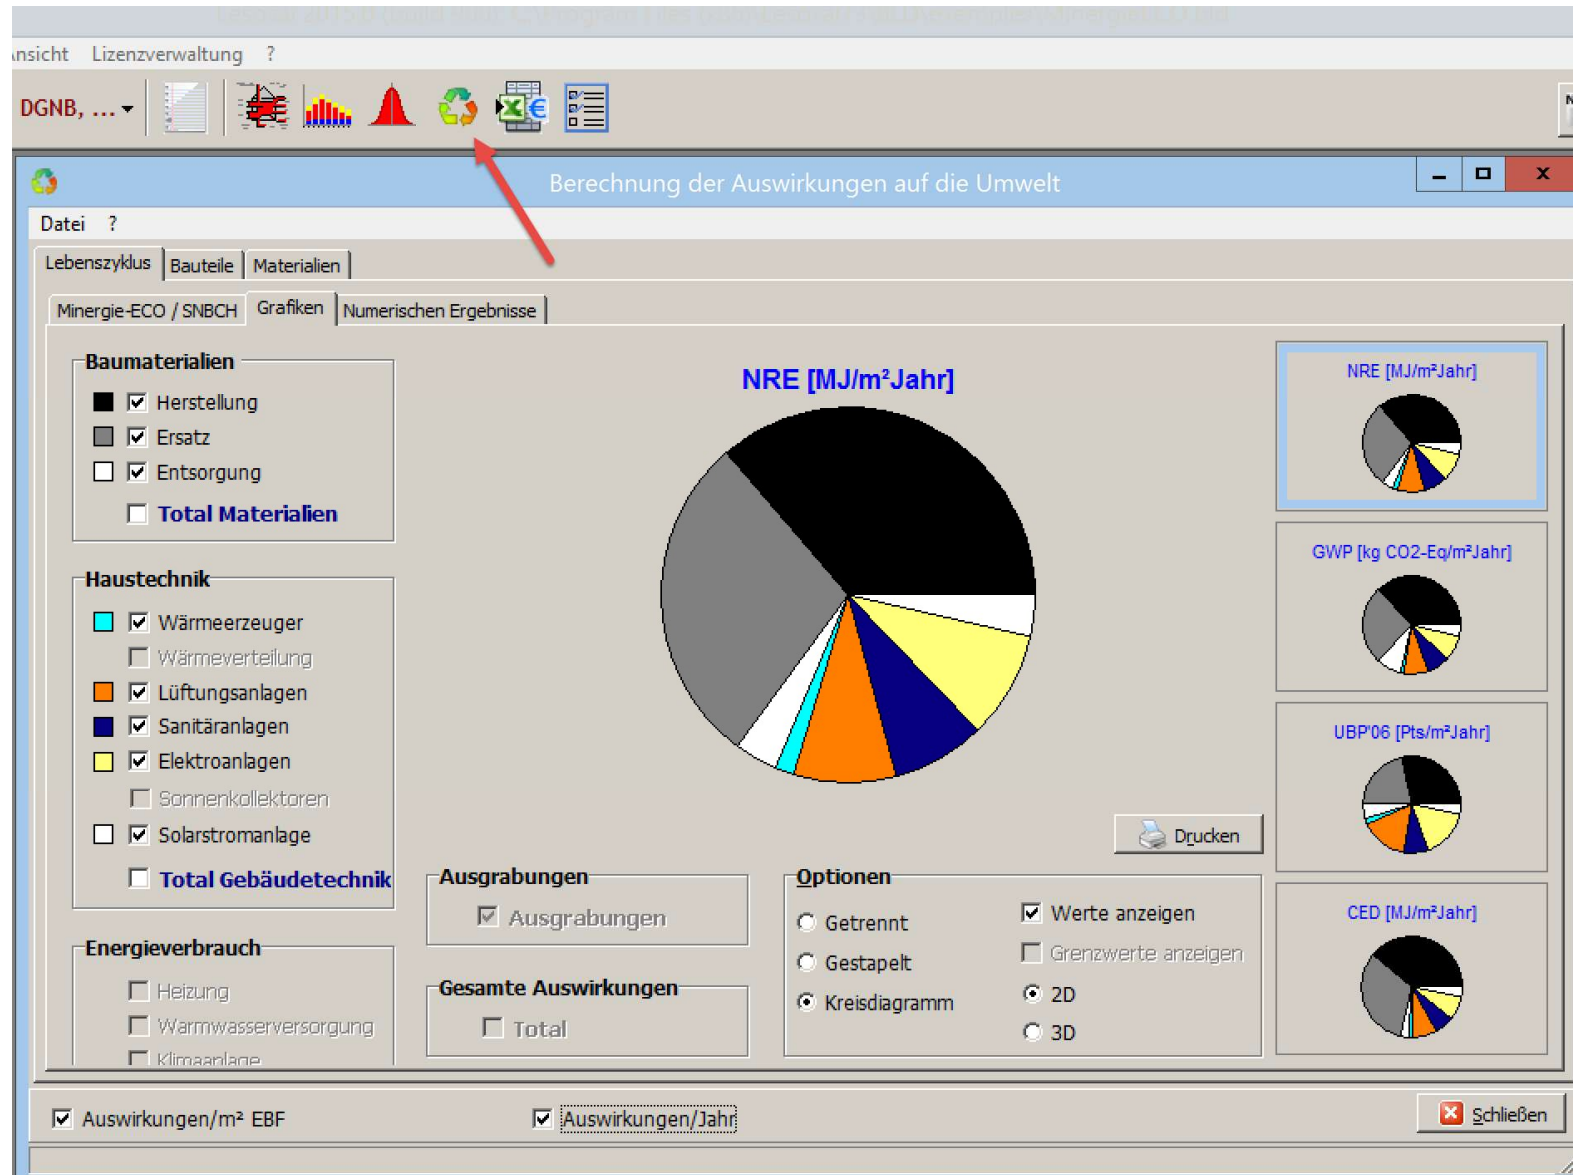 Ansicht Lizenzverwaltung ?
DGNB, ...
Berechnung der Auswirkungen auf die Umwelt
Datei ?
Lebenszyklus Bauteile Materialien
Minergie-ECO / SNBCH Grafiken Numerischen Ergebnisse
Baumaterialien
Herstellung
Ersatz
Entsorgung
Total Materialien
Haustechnik
Wärmeerzeuger
Wärmeverteilung
Lüftungsanlagen
Sanitäranlagen
Elektroanlagen
Sonnenkollektoren
Solarstromanlage
Total Gebäudetechnik
Energieverbrauch
Heizung
Warmwasserversorgung
Klimaanlage
NRE [MJ/m²Jahr]
Drucken
Ausgrabungen
Ausgrabungen
Gesamte Auswirkungen
Total
Optionen
Getrennt
Gestapelt
Kreisdiagramm
Werte anzeigen
Grenzwerte anzeigen
2D
3D
NRE [MJ/m²Jahr]
GWP [kg CO2-Eq/m²Jahr]
UBP'06 [Pts/m²Jahr]
CED [MJ/m²Jahr]
Auswirkungen/m² EBF Auswirkungen/Jahr Schließen